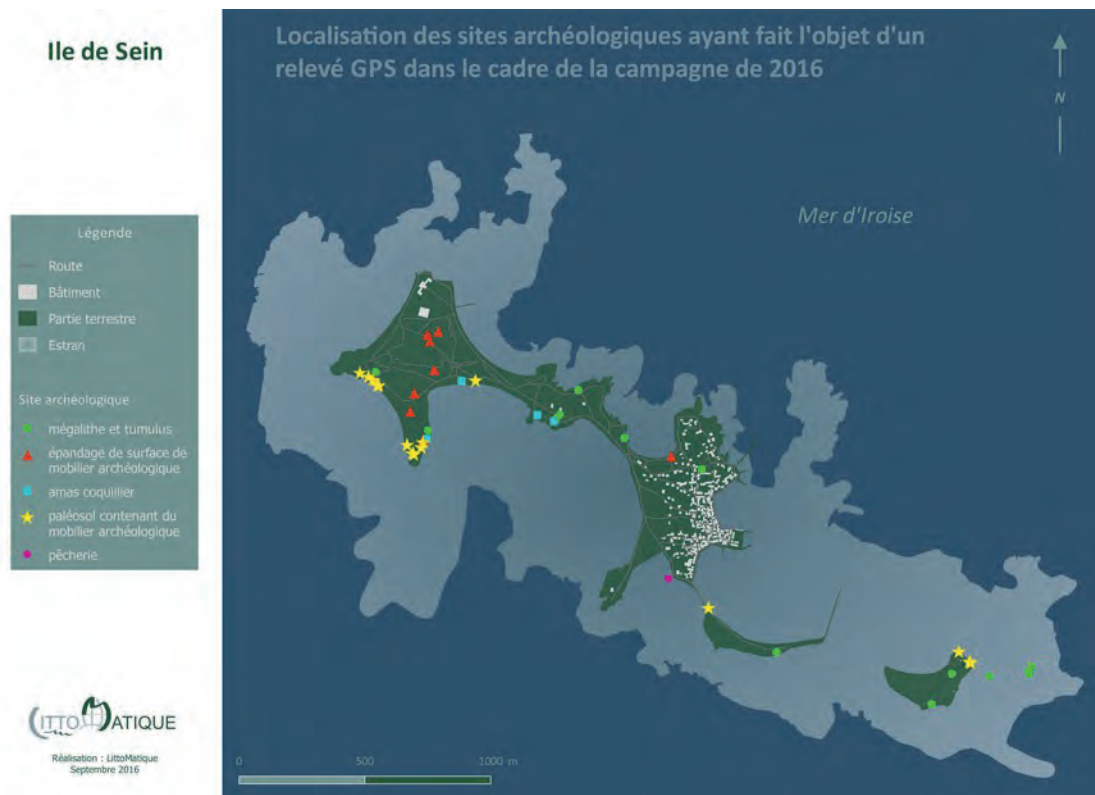 Ile de Sein
Localisation des sites archéologiques ayant fait l'objet d'un
relevé GPS dans le cadre de la campagne de 2016
N
Mer d'Iroise
Légende
Route
Bâtiment
Partie terrestre
Estran
Site archéologique
mégalithe et tumulus
épandage de surface de
mobilier archéologique
amas coquillier
paléosol contenant du
mobilier archéologique
pêcherie
LITTOMATIQUE
Réalisation : LittoMatique
Septembre 2016
0 500 1000 m